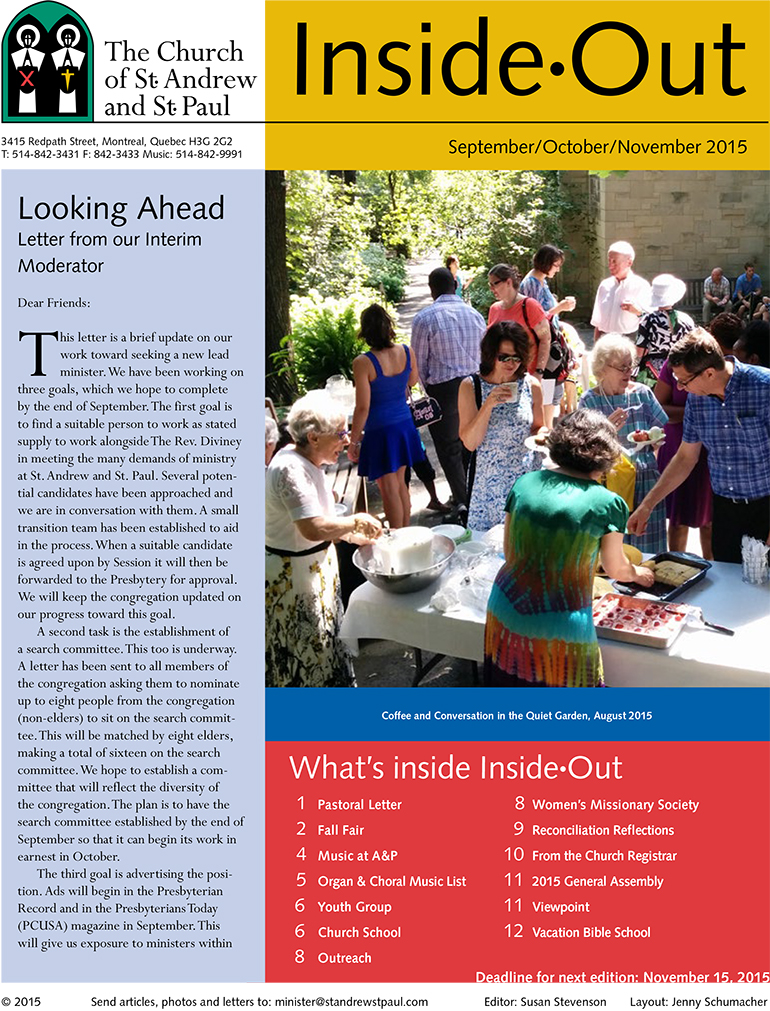 The Church
of St. Andrew
and St. Paul
3415 Redpath Street, Montreal, Quebec H3G 2G2
T: 514-842-3431 F: 842-3433 Music: 514-842-9991
Inside•Out
September/October/November 2015
Looking Ahead
Letter from our Interim
Moderator
Dear Friends:
This letter is a brief update on our
work toward seeking a new lead
minister. We have been working on
three goals, which we hope to complete
by the end of September. The first goal is
to find a suitable person to work as stated
supply to work alongside The Rev. Diviney
in meeting the many demands of ministry
at St. Andrew and St. Paul. Several poten-
tial candidates have been approached and
we are in conversation with them. A small
transition team has been established to aid
in the process. When a suitable candidate
is agreed upon by Session it will then be
forwarded to the Presbytery for approval.
We will keep the congregation updated on
our progress toward this goal.
A second task is the establishment of
a search committee. This too is underway.
A letter has been sent to all members of
the congregation asking them to nominate
up to eight people from the congregation
(non-elders) to sit on the search commit-
tee. This will be matched by eight elders,
making a total of sixteen on the search
committee. We hope to establish a com-
mittee that will reflect the diversity of
the congregation. The plan is to have the
search committee established by the end of
September so that it can begin its work in
earnest in October.
The third goal is advertising the posi-
tion. Ads will begin in the Presbyterian
Record and in the Presbyterians Today
(PCUSA) magazine in September. This
will give us exposure to ministers within
Coffee and Conversation in the Quiet Garden, August 2015
What's inside Inside•Out
1 Pastoral Letter
2 Fall Fair
4 Music at A&P
5 Organ & Choral Music List
6 Youth Group
6 Church School
8 Outreach
8 Women's Missionary Society
9 Reconciliation Reflections
10 From the Church Registrar
11 2015 General Assembly
11 Viewpoint
12 Vacation Bible School
Deadline for next edition: November 15, 2015
© 2015 Send articles, photos and letters to: minister@standrewstpaul.com Editor: Susan Stevenson Layout: Jenny Schumacher